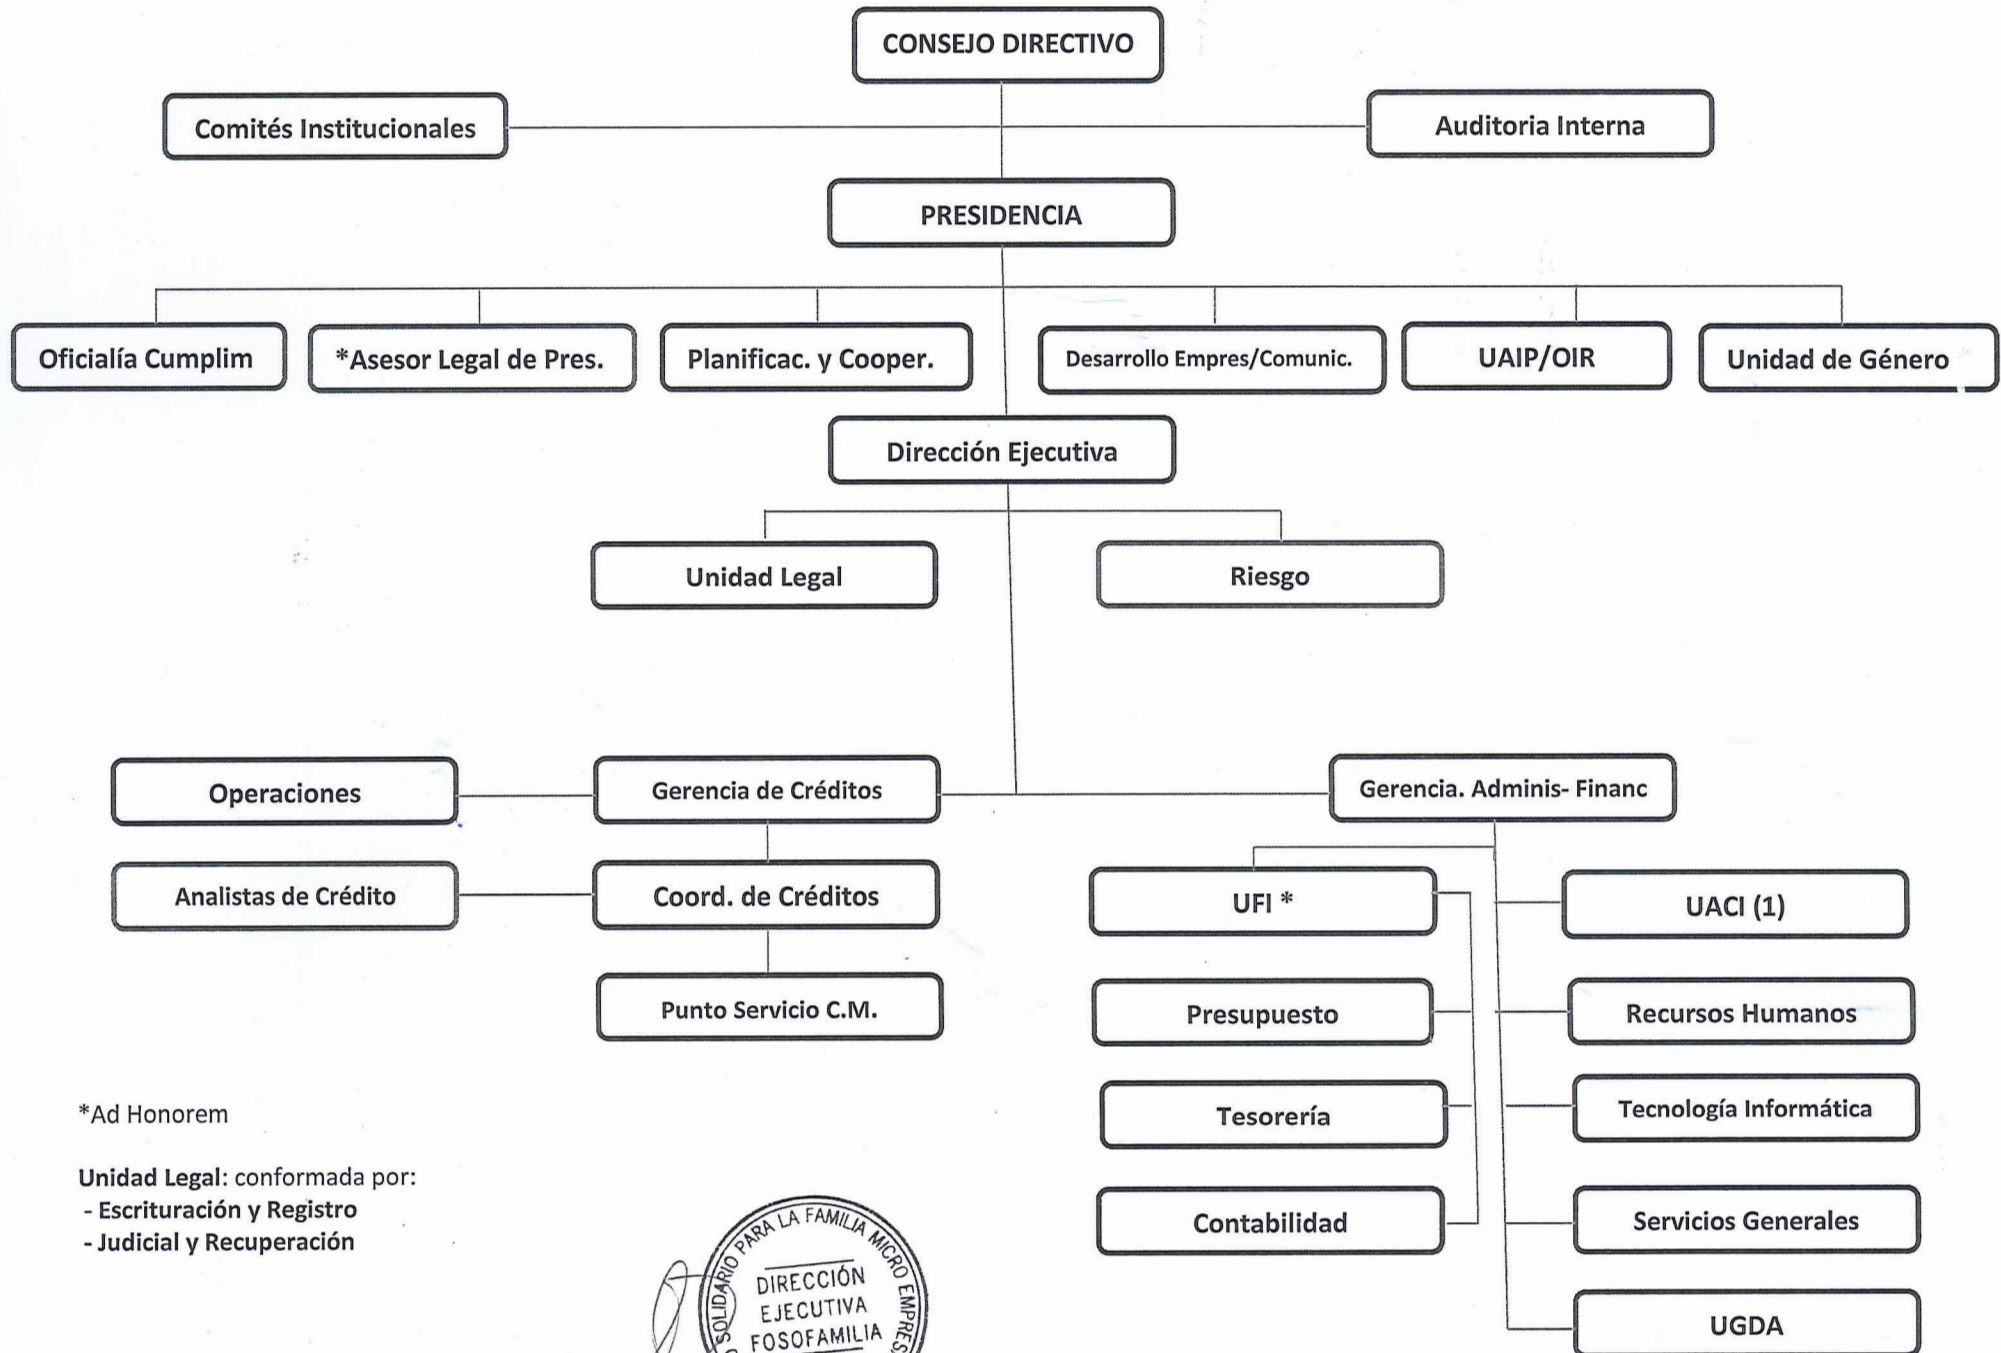 CONSEJO DIRECTIVO
Comités Institucionales
Auditoria Interna
PRESIDENCIA
Oficialía Cumplim
*Asesor Legal de Pres.
Planificac. y Cooper.
Desarrollo Empres/Comunic.
UAIP/OIR
Unidad de Género
Dirección Ejecutiva
Unidad Legal
Riesgo
Operaciones
Gerencia de Créditos
Gerencia. Adminis- Financ
Analistas de Crédito
Coord. de Créditos
UFI *
UACI (1)
Punto Servicio C.M.
Presupuesto
Recursos Humanos
Tesorería
Tecnología Informática
Contabilidad
Servicios Generales
UGDA
*Ad Honorem
Unidad Legal: conformada por:
- Escrituración y Registro
- Judicial y Recuperación
SOLIDARIO PARA LA FAMILIA MICRO
DIRECCIÓN
EJECUTIVA
FOSOFAMILIA